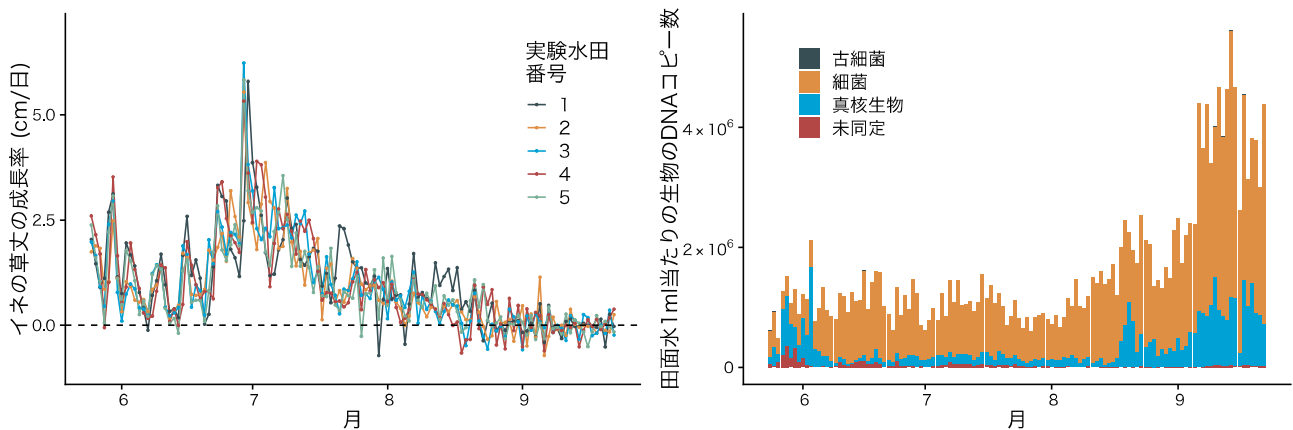 イネの草丈の成長率 (cm/日)
5.0
2.5
0.0
6
7
8
9
月
実験水田
番号
1
2
3
4
5
田面水1ml当たりの生物のDNAコピー数
4 × 10⁶
2 × 10⁶
0
6
7
8
9
月
古細菌
細菌
真核生物
未同定